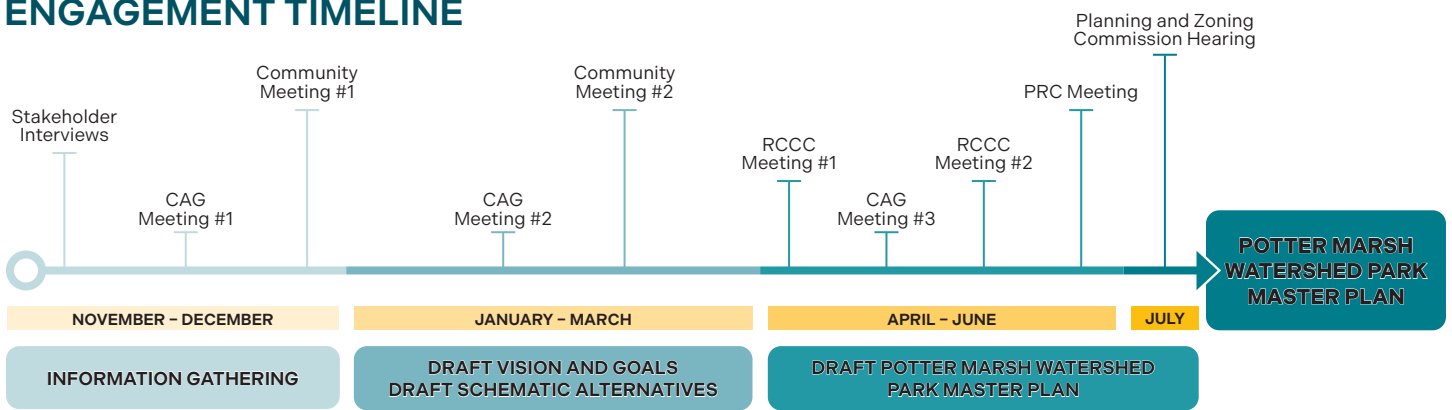 ENGAGEMENT TIMELINE
Stakeholder
Interviews
CAG
Meeting #1
Community
Meeting #1
CAG
Meeting #2
Community
Meeting #2
RCCC
Meeting #1
CAG
Meeting #3
RCCC
Meeting #2
PRC Meeting
Planning and Zoning
Commission Hearing
POTTER MARSH
WATERSHED PARK
MASTER PLAN
NOVEMBER – DECEMBER
JANUARY – MARCH
APRIL – JUNE
JULY
INFORMATION GATHERING
DRAFT VISION AND GOALS
DRAFT SCHEMATIC ALTERNATIVES
DRAFT POTTER MARSH WATERSHED
PARK MASTER PLAN